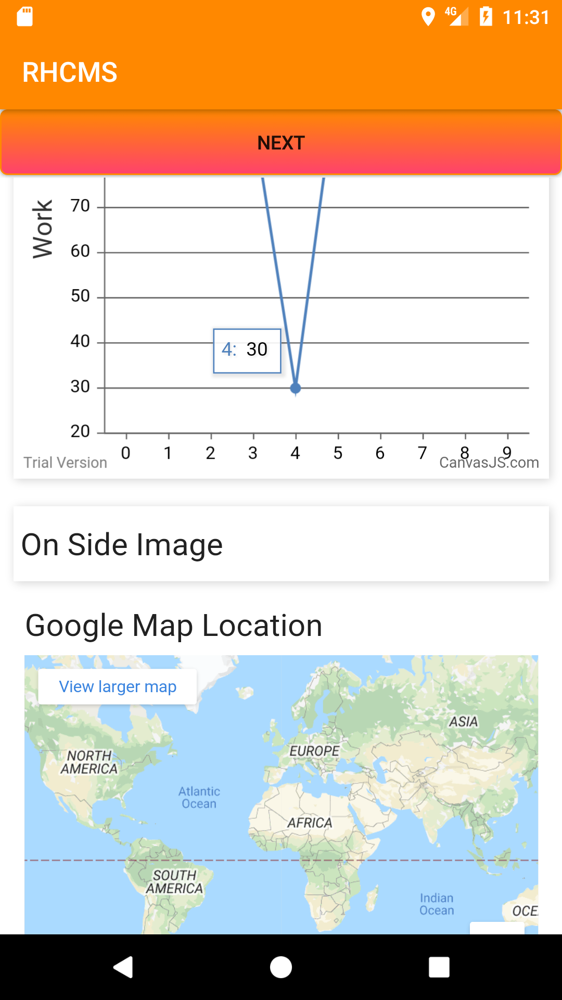 4G 11:31
RHCMS
NEXT
Work
70
60
50
40
30
20
4: 30
0 1 2 3 4 5 6 7 8 9
Trial Version
CanvasJS.com
On Side Image
Google Map Location
View larger map
ASIA
EUROPE
NORTH
AMERICA
Atlantic
Ocean
AFRICA
SOUTH
AMERICA
Indian
Ocean
OCE